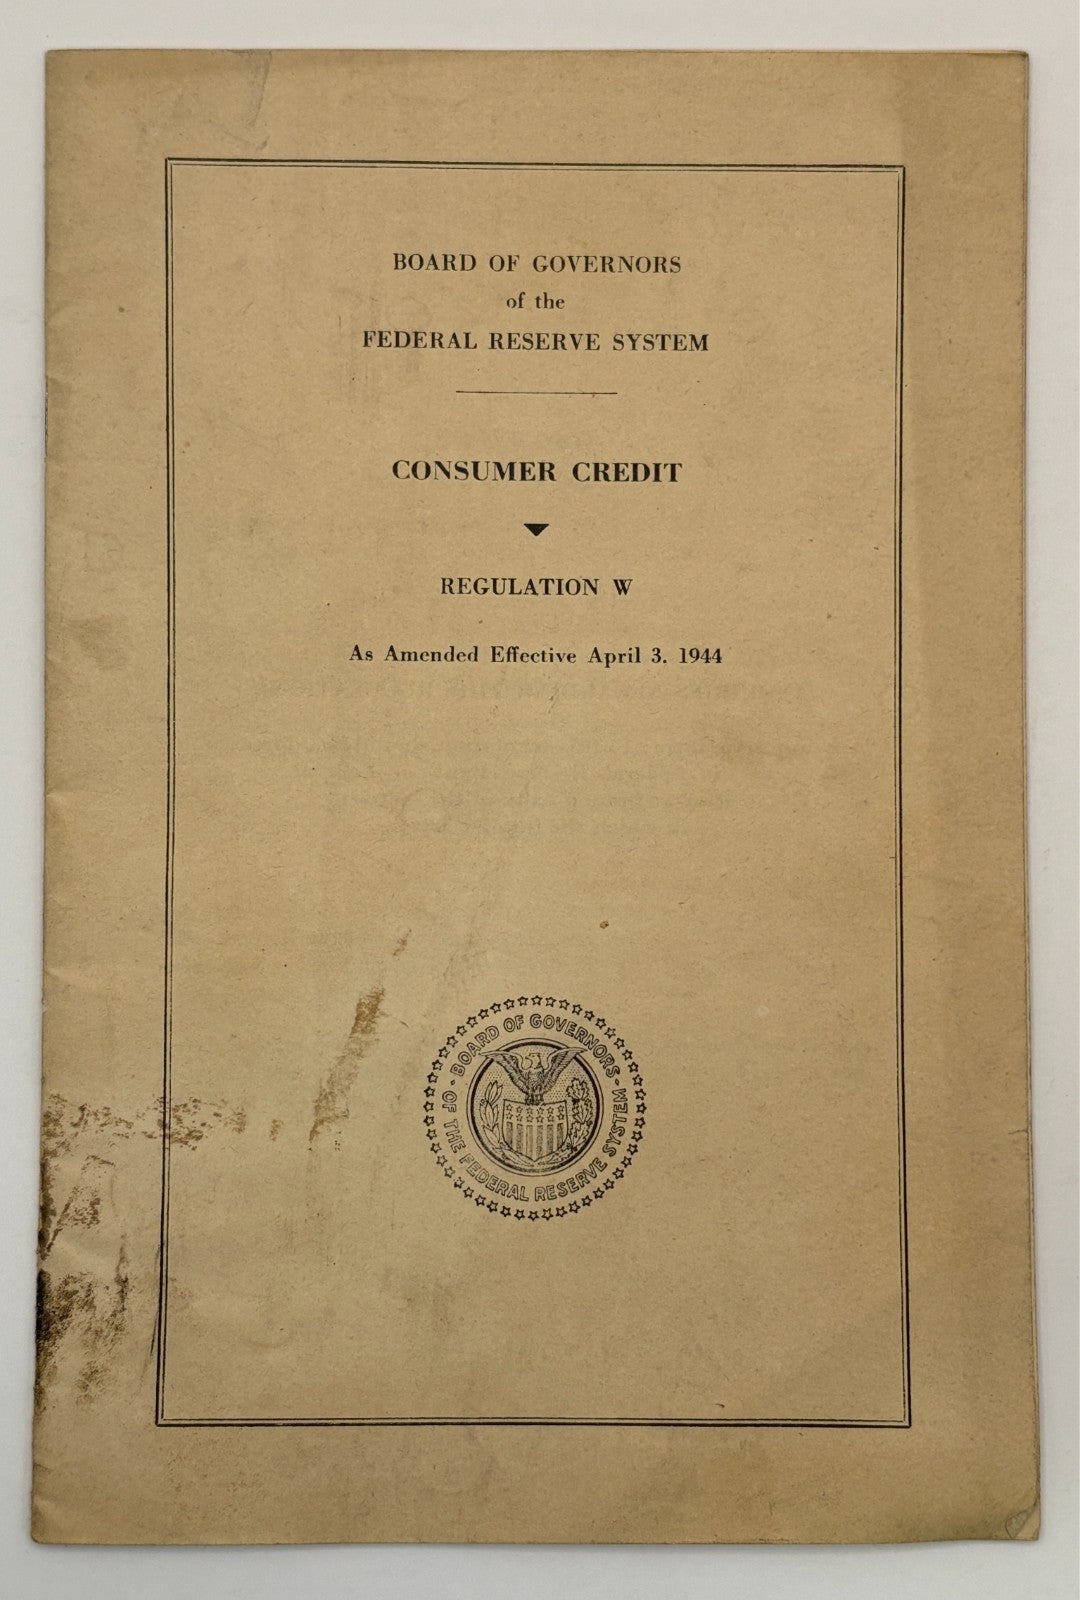 BOARD OF GOVERNORS
of the
FEDERAL RESERVE SYSTEM
CONSUMER CREDIT
REGULATION W
As Amended Effective April 3. 1944
· BOARD OF GOVERNORS ·
OF THE FEDERAL RESERVE SYSTEM